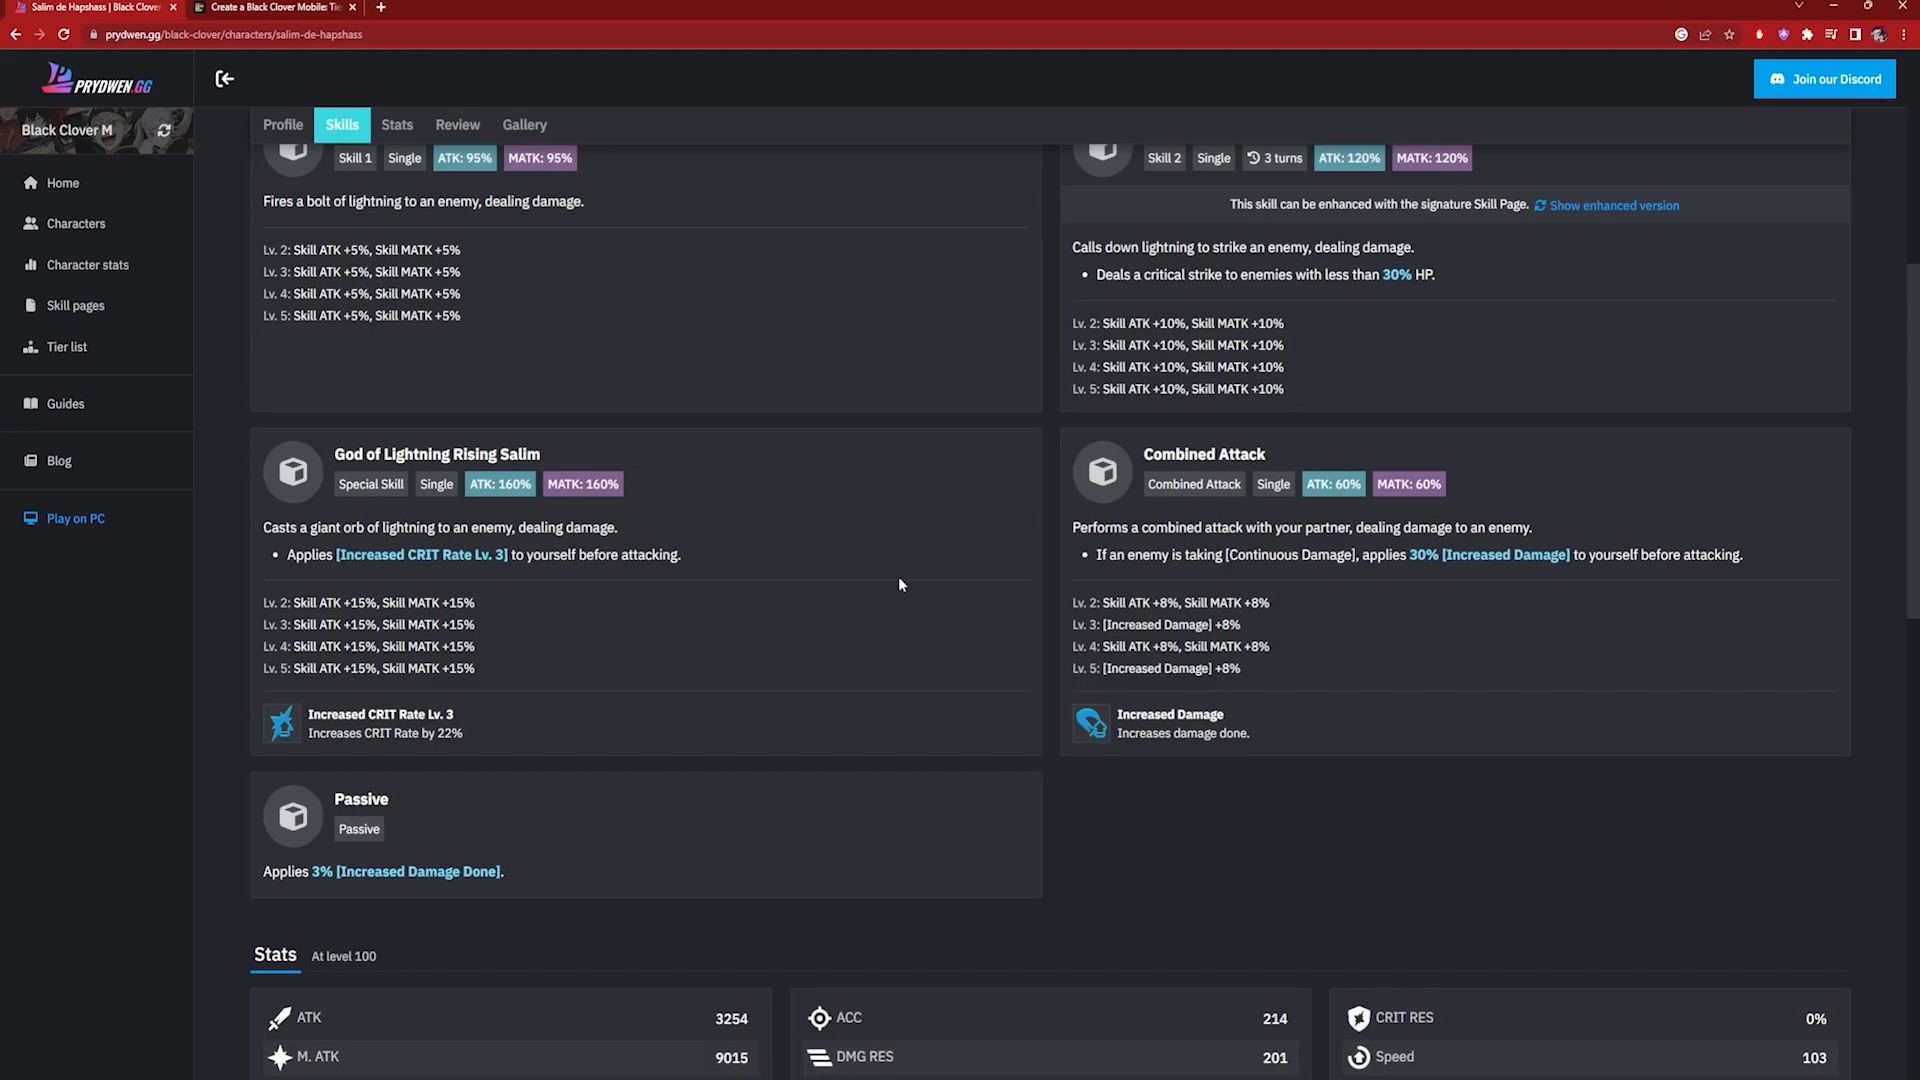 Salim de Hapshass | Black Clover
Create a Black Clover Mobile: Tie
prydwen.gg/black-clover/characters/salim-de-hapshass
PRYDWEN.GG
Join our Discord
Black Clover M
Home
Characters
Character stats
Skill pages
Tier list
Guides
Blog
Play on PC
Profile Skills Stats Review Gallery
Skill 1 Single ATK: 95% MATK: 95%
Fires a bolt of lightning to an enemy, dealing damage.
Lv. 2: Skill ATK +5%, Skill MATK +5%
Lv. 3: Skill ATK +5%, Skill MATK +5%
Lv. 4: Skill ATK +5%, Skill MATK +5%
Lv. 5: Skill ATK +5%, Skill MATK +5%
Skill 2 Single 3 turns ATK: 120% MATK: 120%
This skill can be enhanced with the signature Skill Page. Show enhanced version
Calls down lightning to strike an enemy, dealing damage.
• Deals a critical strike to enemies with less than 30% HP.
Lv. 2: Skill ATK +10%, Skill MATK +10%
Lv. 3: Skill ATK +10%, Skill MATK +10%
Lv. 4: Skill ATK +10%, Skill MATK +10%
Lv. 5: Skill ATK +10%, Skill MATK +10%
God of Lightning Rising Salim
Special Skill Single ATK: 160% MATK: 160%
Casts a giant orb of lightning to an enemy, dealing damage.
• Applies [Increased CRIT Rate Lv. 3] to yourself before attacking.
Lv. 2: Skill ATK +15%, Skill MATK +15%
Lv. 3: Skill ATK +15%, Skill MATK +15%
Lv. 4: Skill ATK +15%, Skill MATK +15%
Lv. 5: Skill ATK +15%, Skill MATK +15%
Increased CRIT Rate Lv. 3
Increases CRIT Rate by 22%
Combined Attack
Combined Attack Single ATK: 60% MATK: 60%
Performs a combined attack with your partner, dealing damage to an enemy.
• If an enemy is taking [Continuous Damage], applies 30% [Increased Damage] to yourself before attacking.
Lv. 2: Skill ATK +8%, Skill MATK +8%
Lv. 3: [Increased Damage] +8%
Lv. 4: Skill ATK +8%, Skill MATK +8%
Lv. 5: [Increased Damage] +8%
Increased Damage
Increases damage done.
Passive
Passive
Applies 3% [Increased Damage Done].
Stats At level 100
ATK 3254
M. ATK 9015
ACC 214
DMG RES 201
CRIT RES 0%
Speed 103